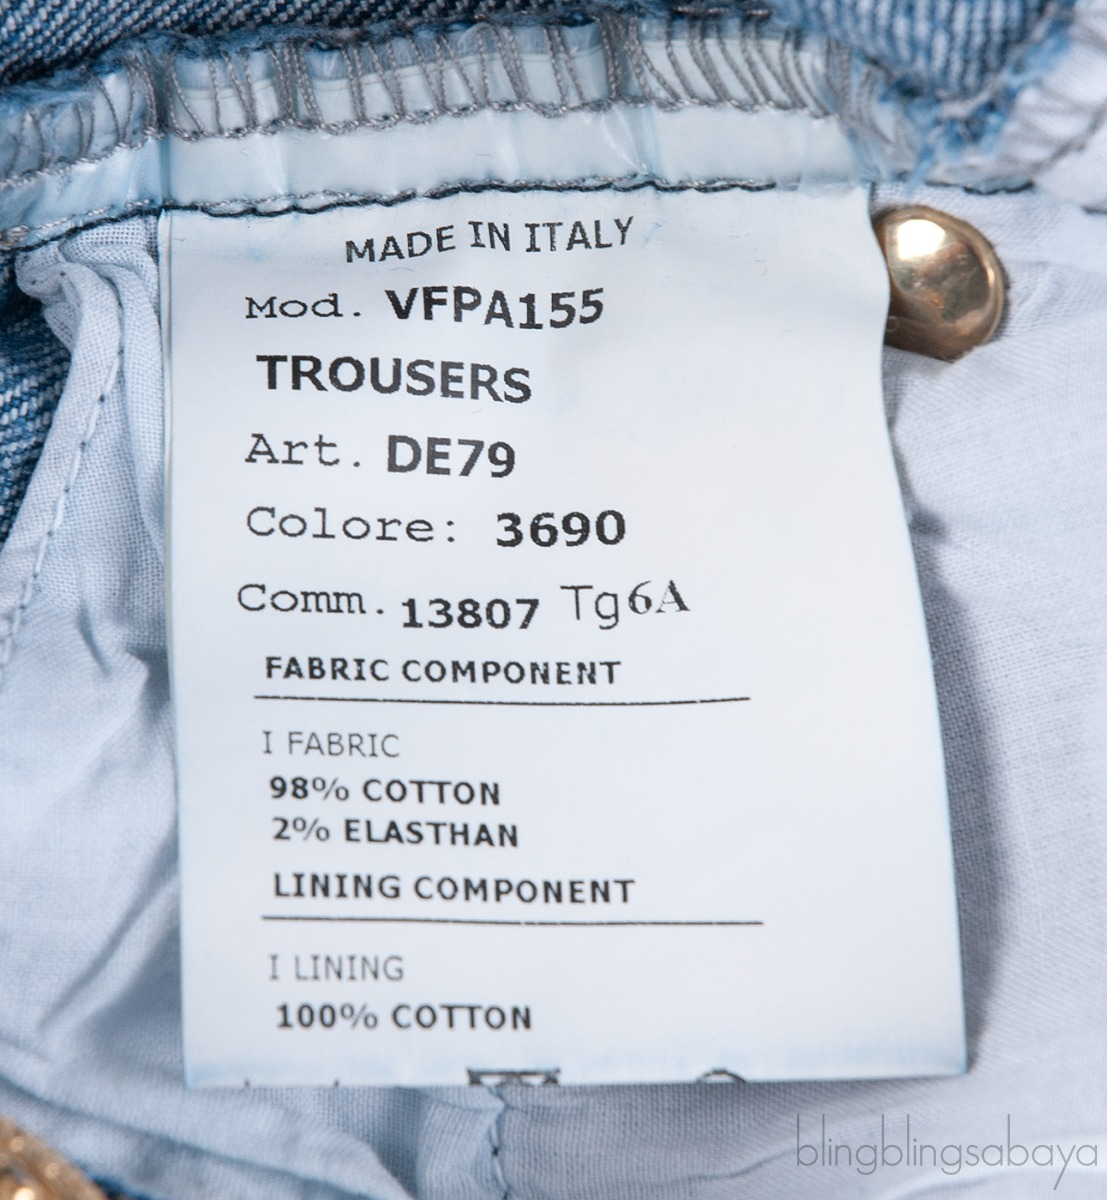 MADE IN ITALY
Mod. VFPA155
TROUSERS
Art. DE79
Colore: 3690
Comm. 13807 Tg6A
FABRIC COMPONENT
I FABRIC
98% COTTON
2% ELASTHAN
LINING COMPONENT
I LINING
100% COTTON
blingblingsabaya